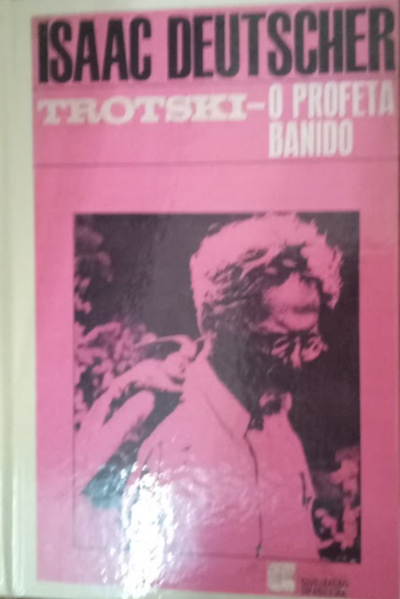 ISAAC DEUTSCHER
TROTSKI – O PROFETA
BANIDO